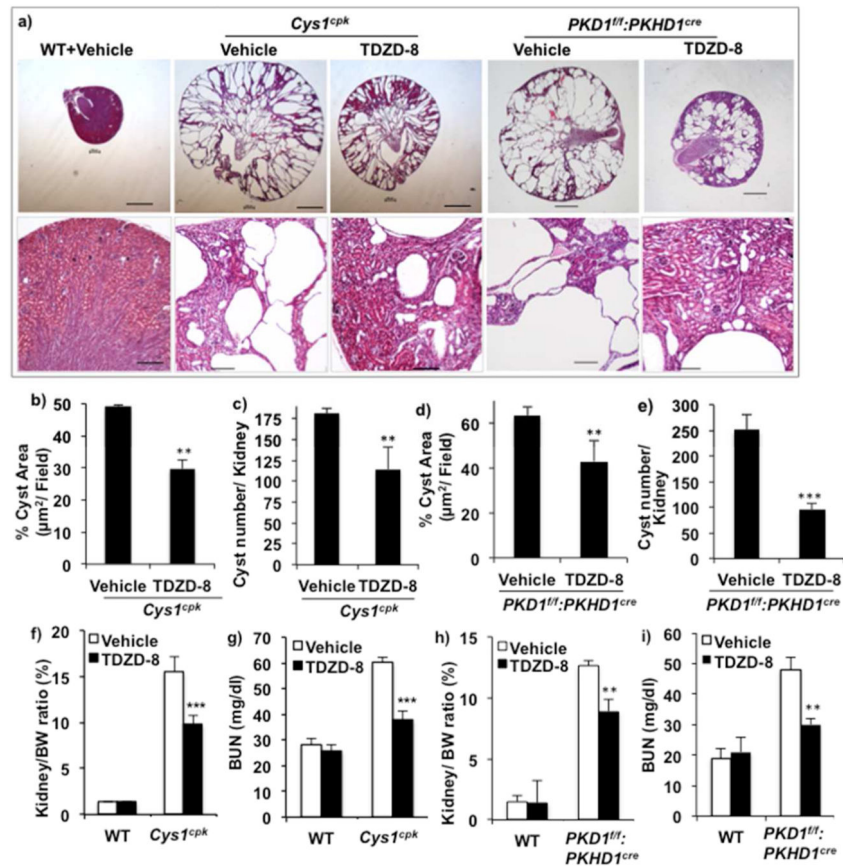 a)
Cys1cpk
PKD1f/f:PKHD1cre
WT+Vehicle
Vehicle
TDZD-8
Vehicle
TDZD-8
b)
50
40
30
20
10
0
% Cyst Area
(µm2/ Field)
**
Vehicle TDZD-8
Cys1cpk
c)
175
150
125
100
75
50
25
0
Cyst number/ Kidney
**
Vehicle TDZD-8
Cys1cpk
d)
60
40
20
0
% Cyst Area
(µm2/ Field)
**
Vehicle TDZD-8
PKD1f/f:PKHD1cre
e)
300
250
200
150
100
50
0
Cyst number/
Kidney
***
Vehicle TDZD-8
PKD1f/f:PKHD1cre
f)
20
15
10
5
0
Kidney/BW ratio (%)
Vehicle
TDZD-8
***
WT
Cys1cpk
g)
70
60
50
40
30
20
10
0
BUN (mg/dl)
Vehicle
TDZD-8
***
WT
Cys1cpk
h)
15
10
5
0
Kidney/ BW ratio (%)
Vehicle
TDZD-8
**
WT
PKD1f/f:
PKHD1cre
i)
60
50
40
30
20
10
0
BUN (mg/dl)
Vehicle
TDZD-8
**
WT
PKD1f/f:
PKHD1cre